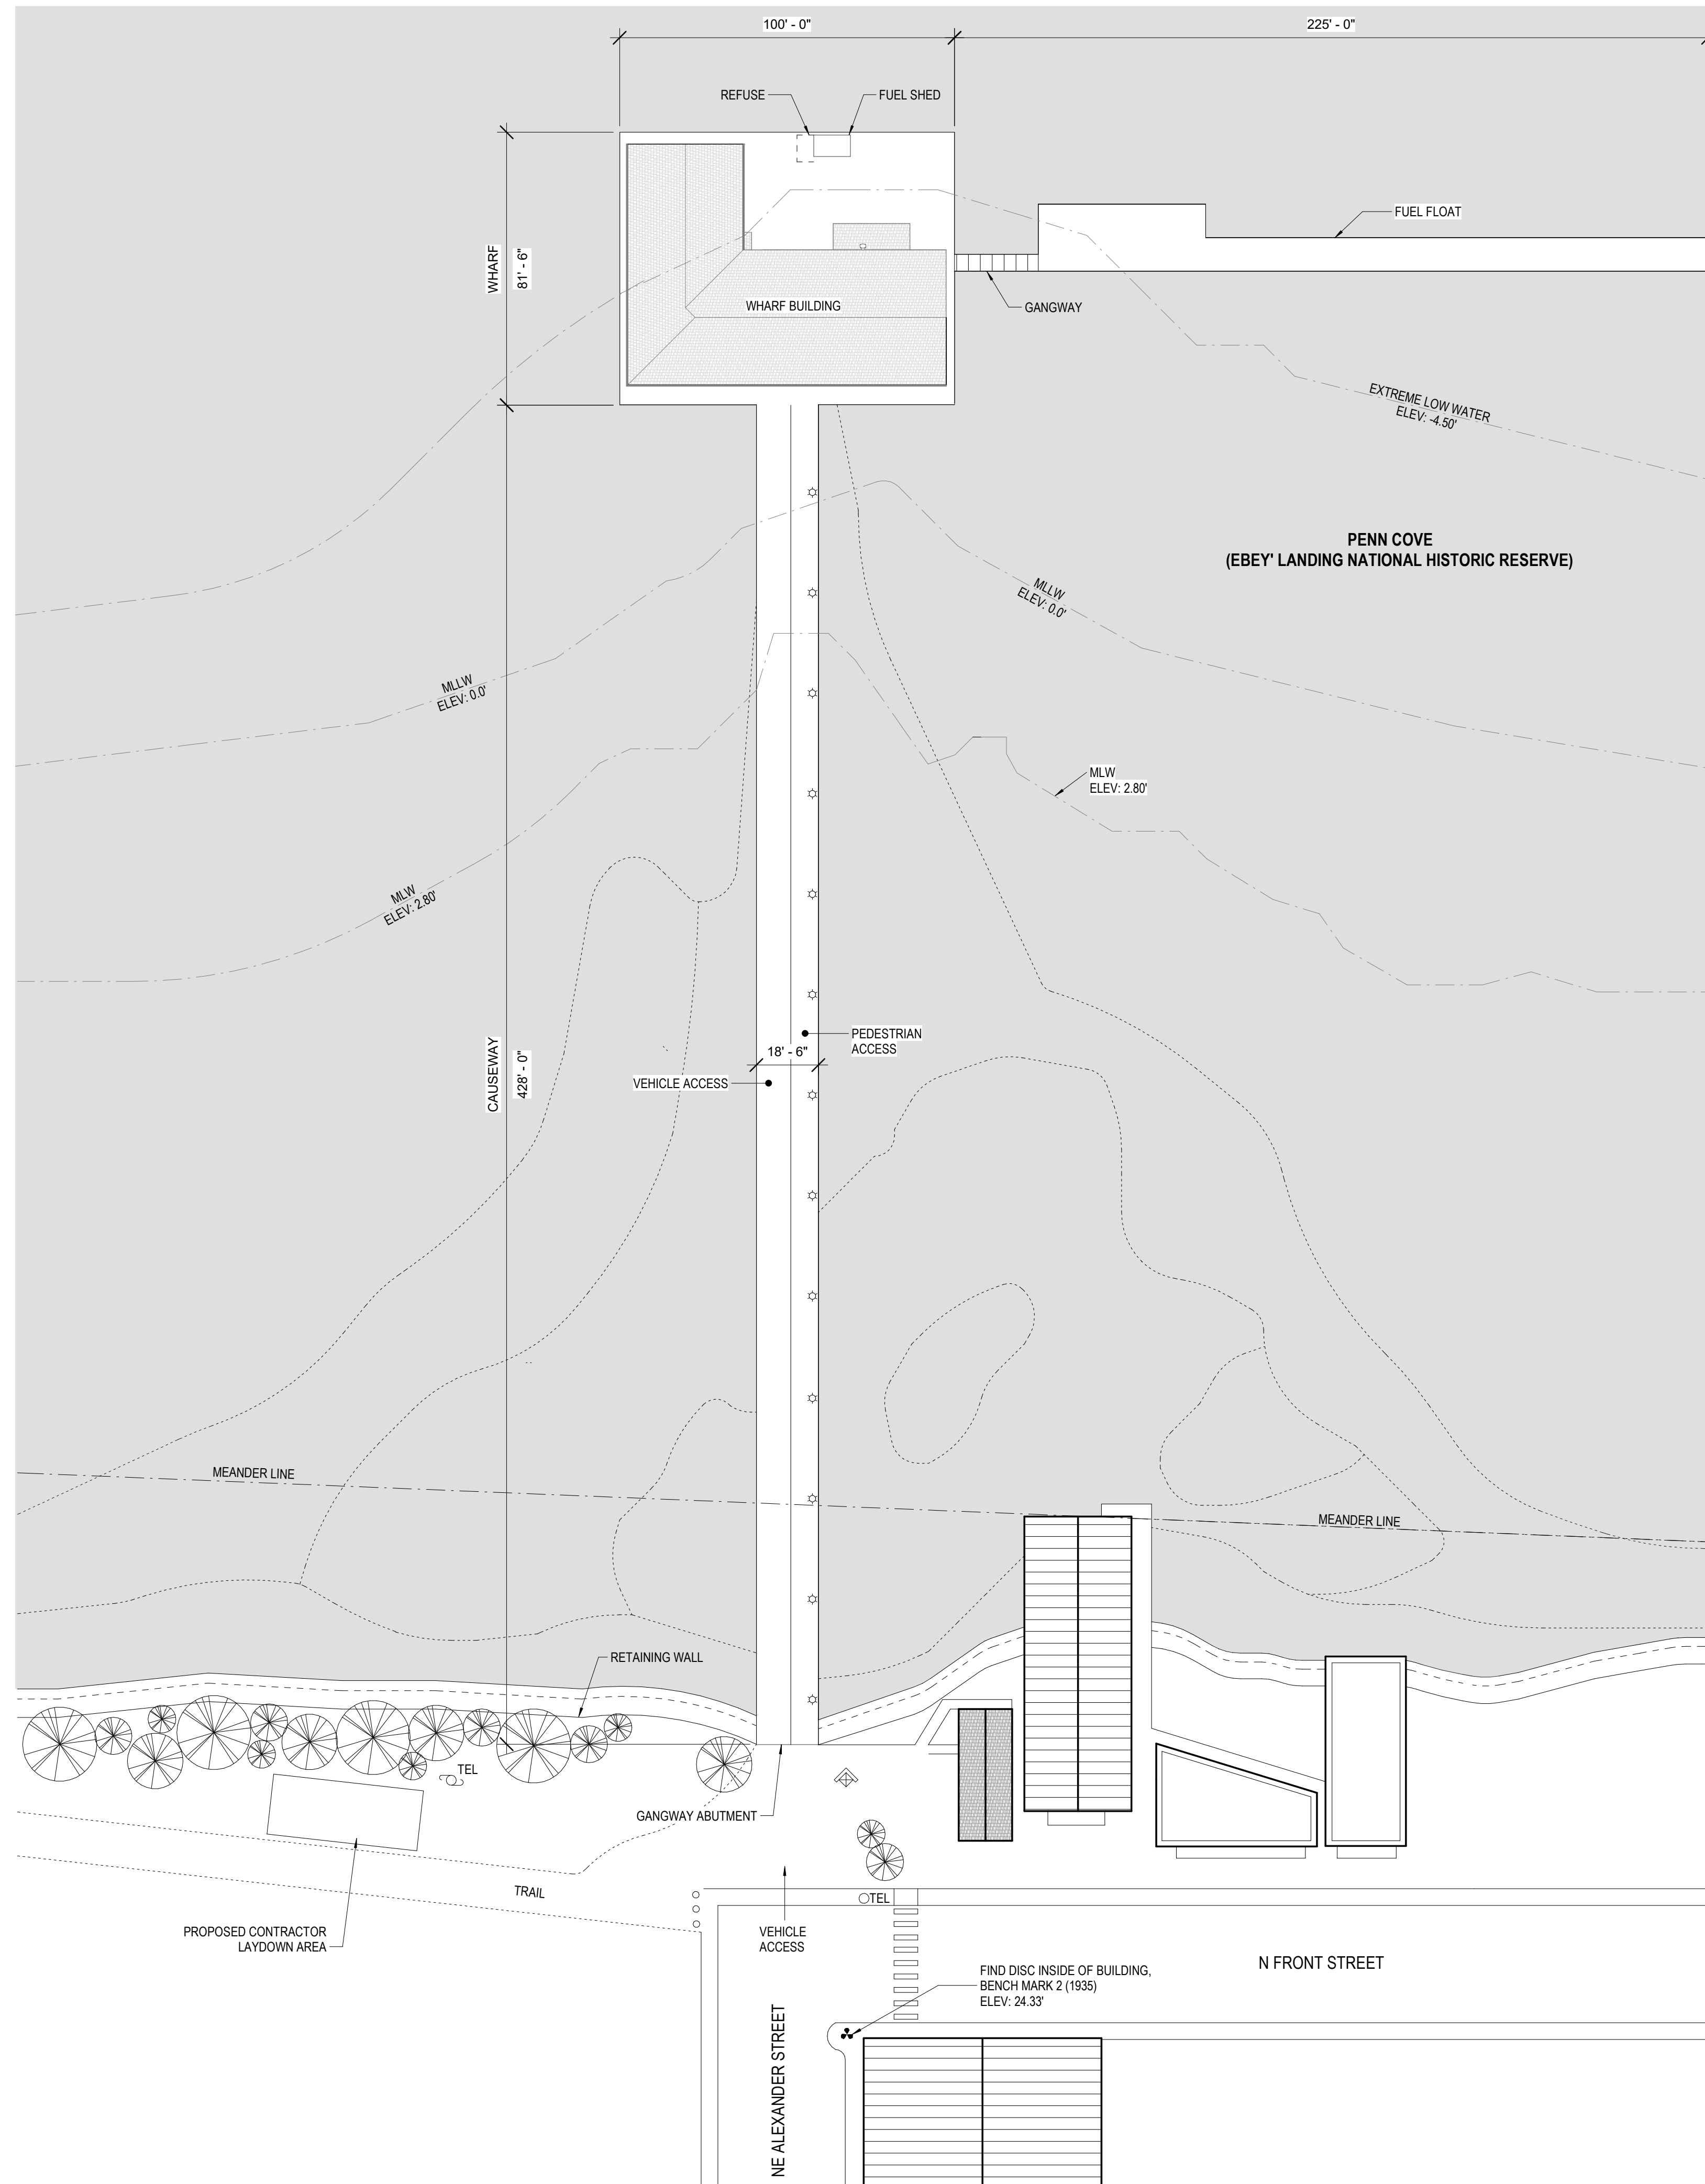 100' - 0"
225' - 0"
REFUSE
FUEL SHED
FUEL FLOAT
WHARF
81' - 6"
WHARF BUILDING
GANGWAY
EXTREME LOW WATER
ELEV: -4.50'
PENN COVE
(EBEY' LANDING NATIONAL HISTORIC RESERVE)
MLLW
ELEV: 0.0'
MLLW
ELEV: 0.0'
MLW
ELEV: 2.80'
MLW
ELEV: 2.80'
PEDESTRIAN
ACCESS
18' - 6"
VEHICLE ACCESS
CAUSEWAY
428' - 0"
MEANDER LINE
MEANDER LINE
RETAINING WALL
TEL
GANGWAY ABUTMENT
TRAIL
TEL
PROPOSED CONTRACTOR
LAYDOWN AREA
VEHICLE
ACCESS
N FRONT STREET
FIND DISC INSIDE OF BUILDING,
BENCH MARK 2 (1935)
ELEV: 24.33'
NE ALEXANDER STREET